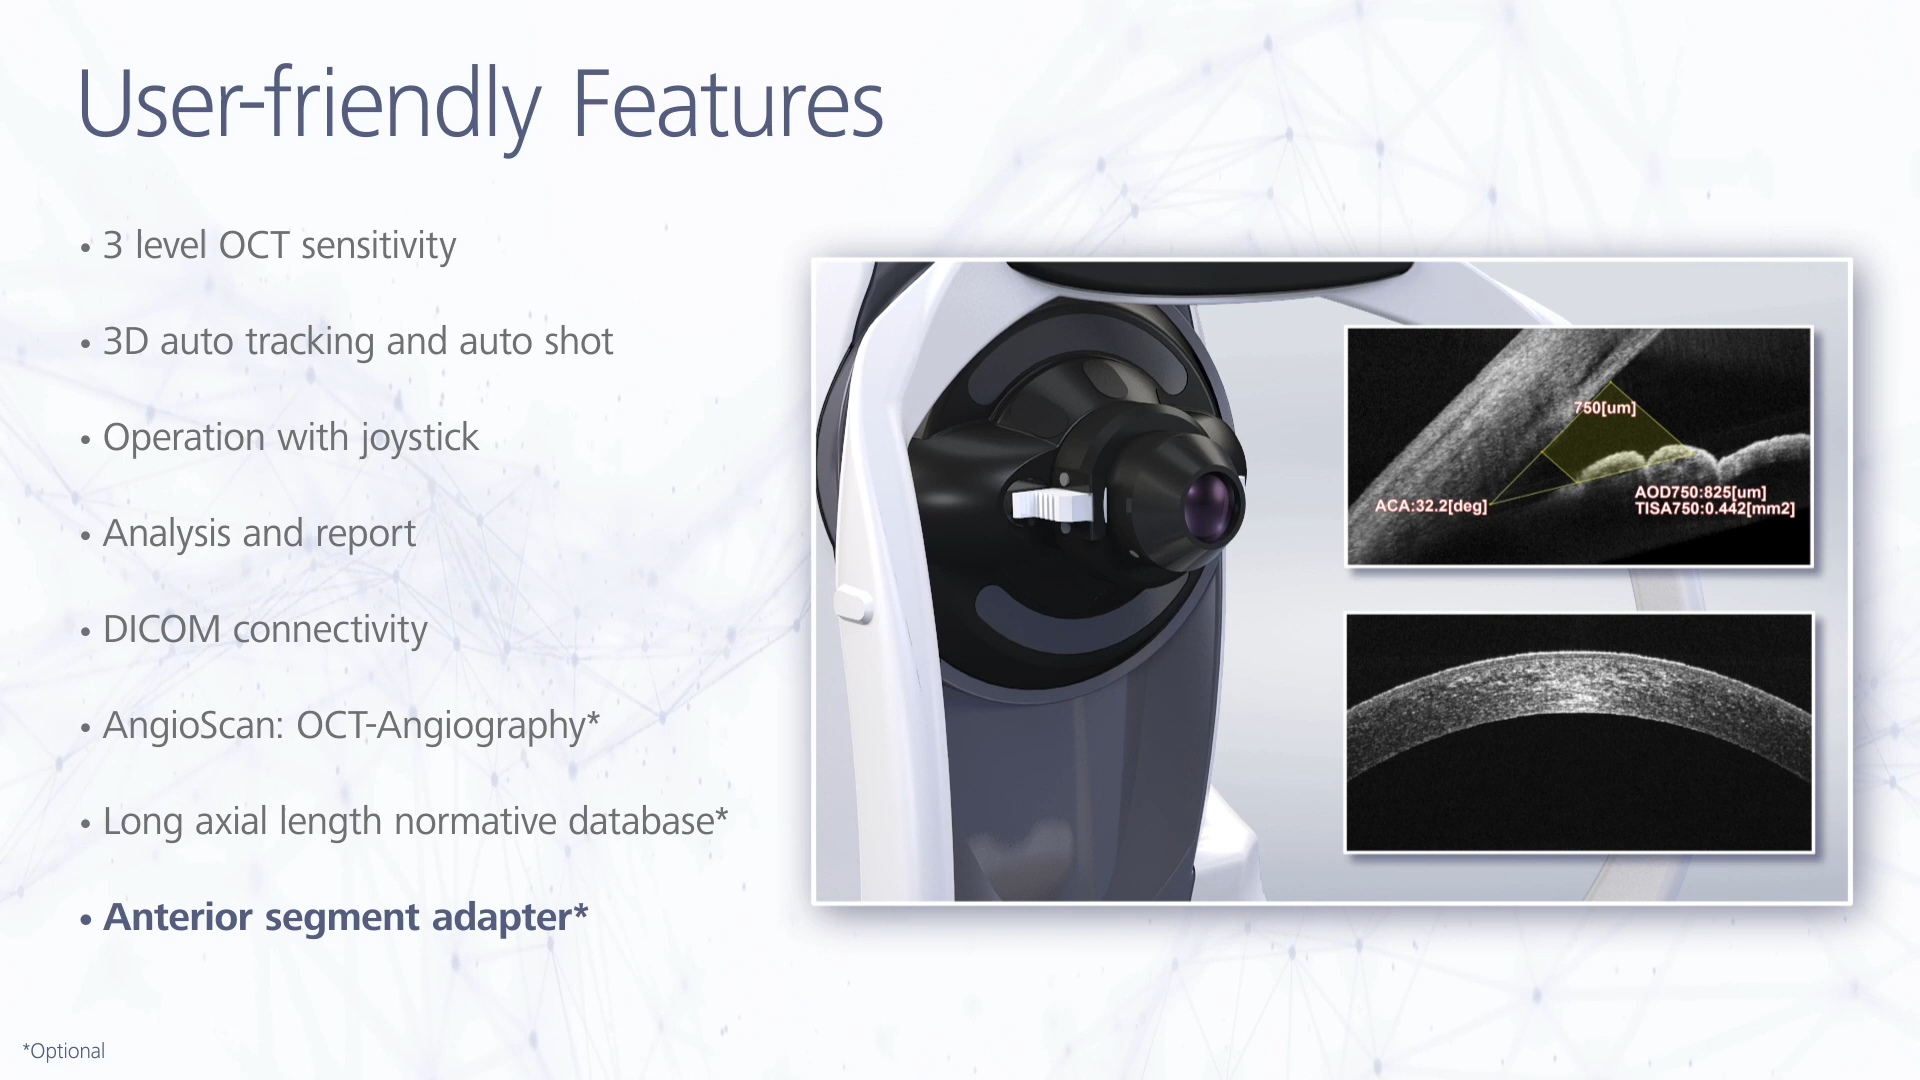 User-friendly Features
• 3 level OCT sensitivity
• 3D auto tracking and auto shot
• Operation with joystick
• Analysis and report
• DICOM connectivity
• AngioScan: OCT-Angiography*
• Long axial length normative database*
• Anterior segment adapter*
750[um]
ACA:32.2[deg]
AOD750:825[um]
TISA750:0.442[mm2]
*Optional